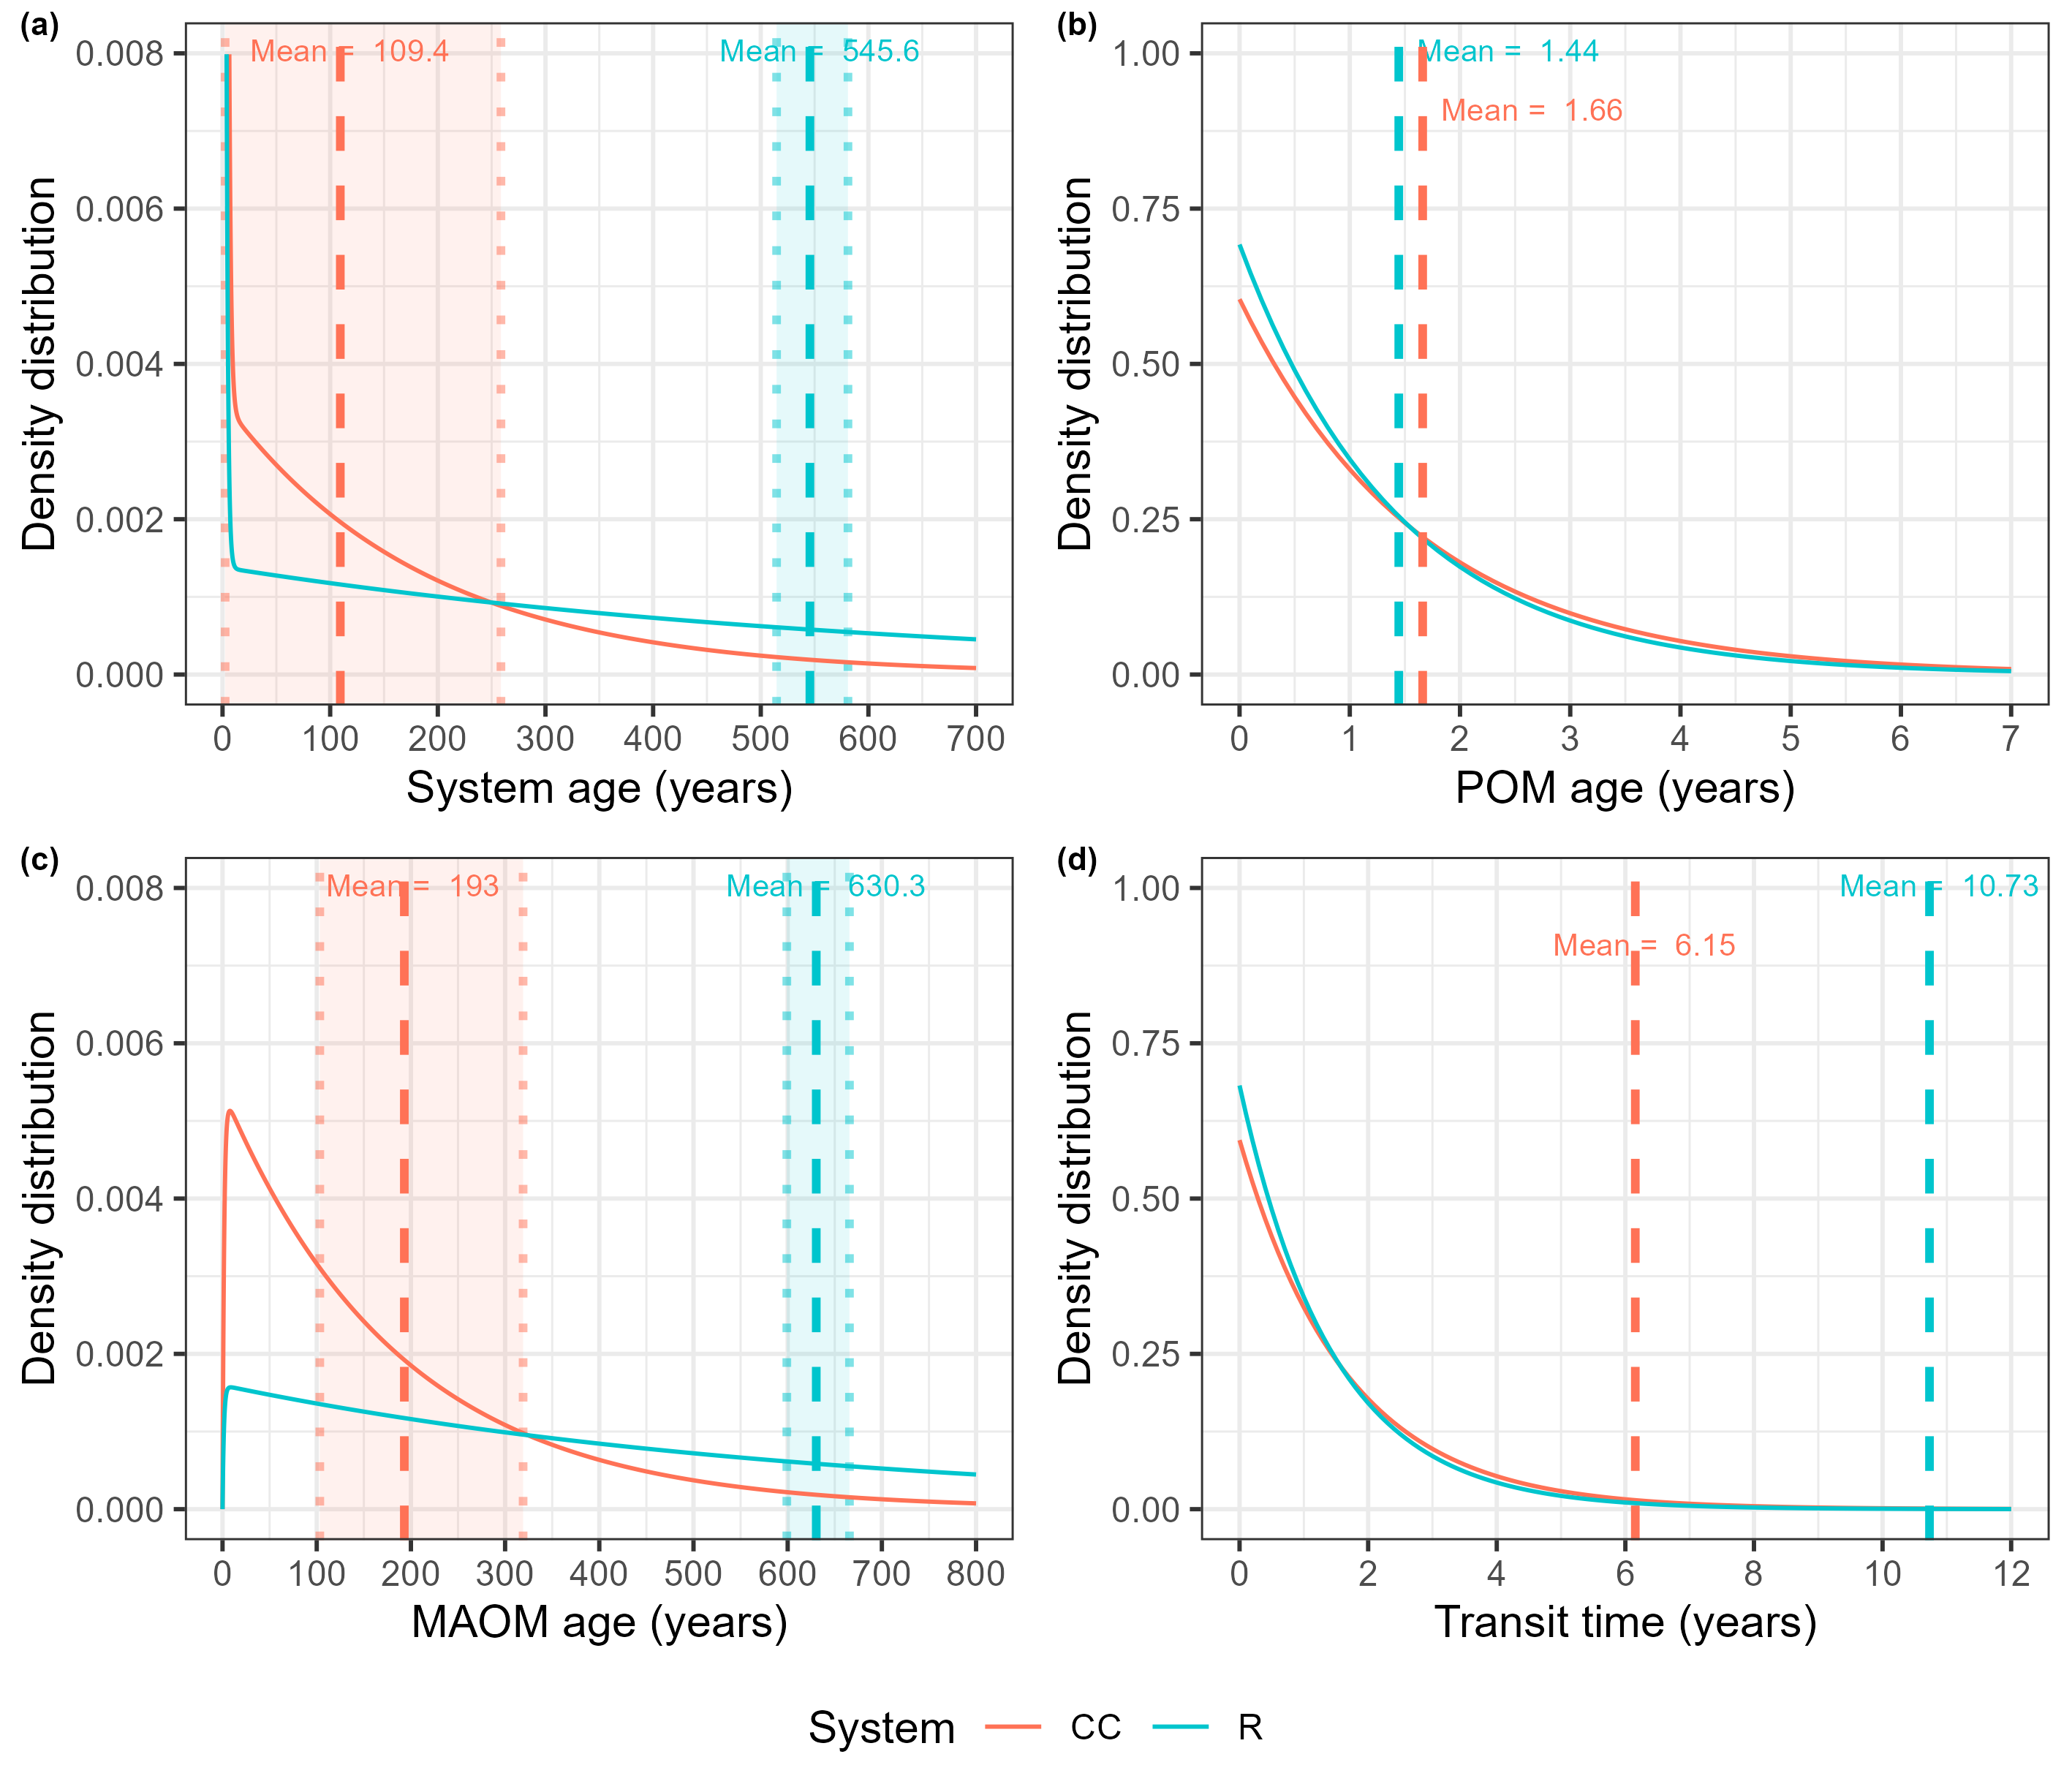 (a)
Mean =  109.4
Mean =  545.6
0.008
0.006
0.004
0.002
0.000
Density distribution
0 100 200 300 400 500 600 700
System age (years)
(b)
Mean =  1.44
Mean =  1.66
1.00
0.75
0.50
0.25
0.00
Density distribution
0 1 2 3 4 5 6 7
POM age (years)
(c)
Mean =  193
Mean =  630.3
0.008
0.006
0.004
0.002
0.000
Density distribution
0 100 200 300 400 500 600 700 800
MAOM age (years)
(d)
Mean =  10.73
Mean =  6.15
1.00
0.75
0.50
0.25
0.00
Density distribution
0 2 4 6 8 10 12
Transit time (years)
System CC R